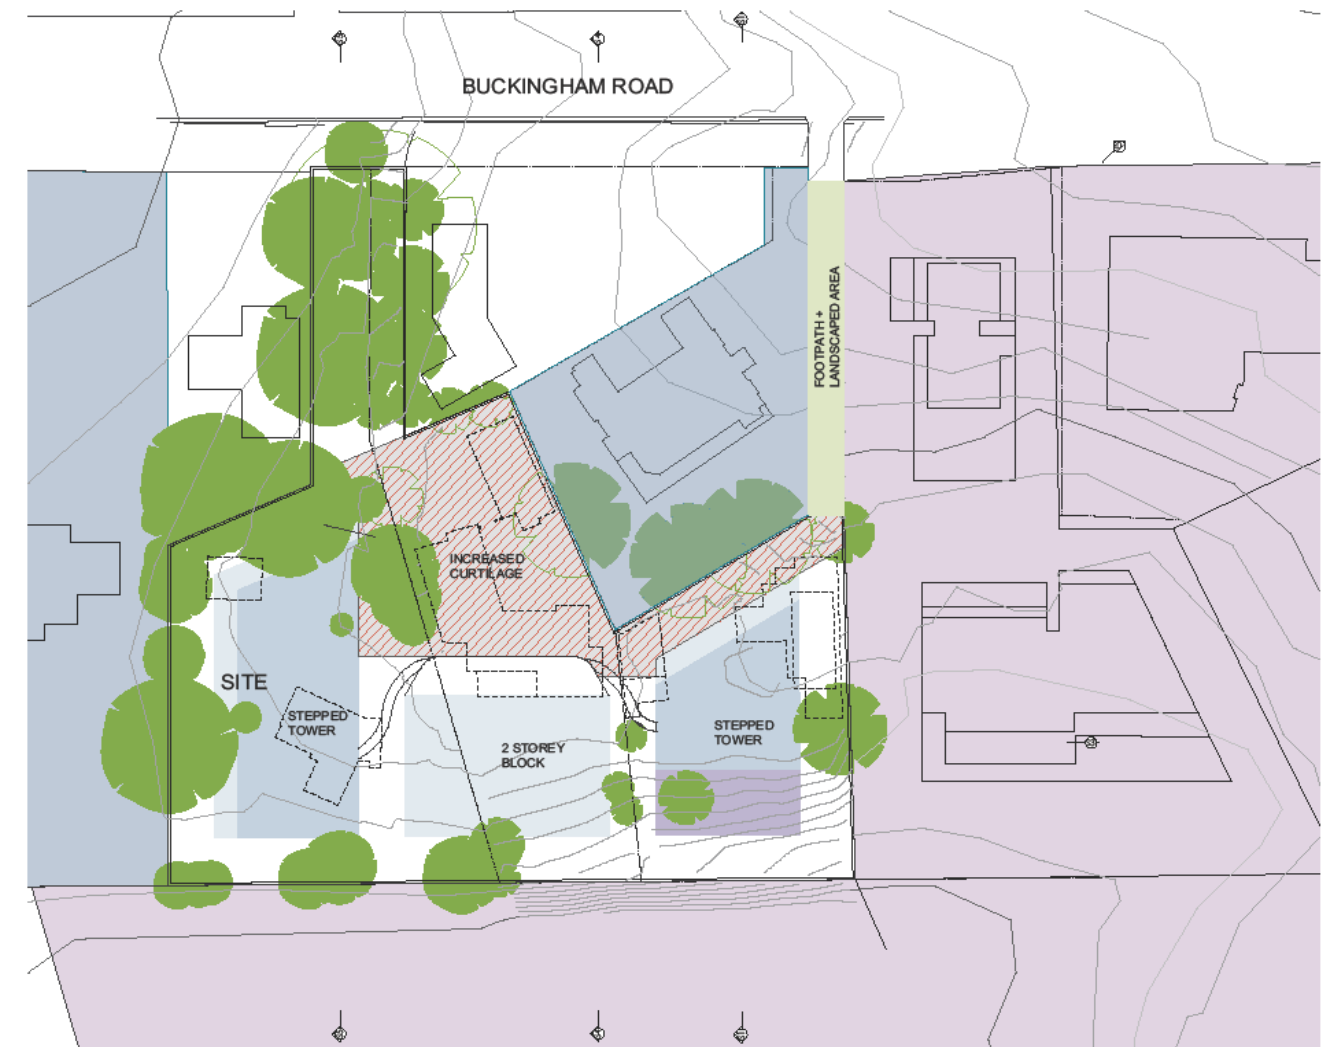 BUCKINGHAM ROAD
FOOTPATH +
LANDSCAPED AREA
INCREASED
CURTILAGE
SITE
STEPPED
TOWER
2 STOREY
BLOCK
STEPPED
TOWER